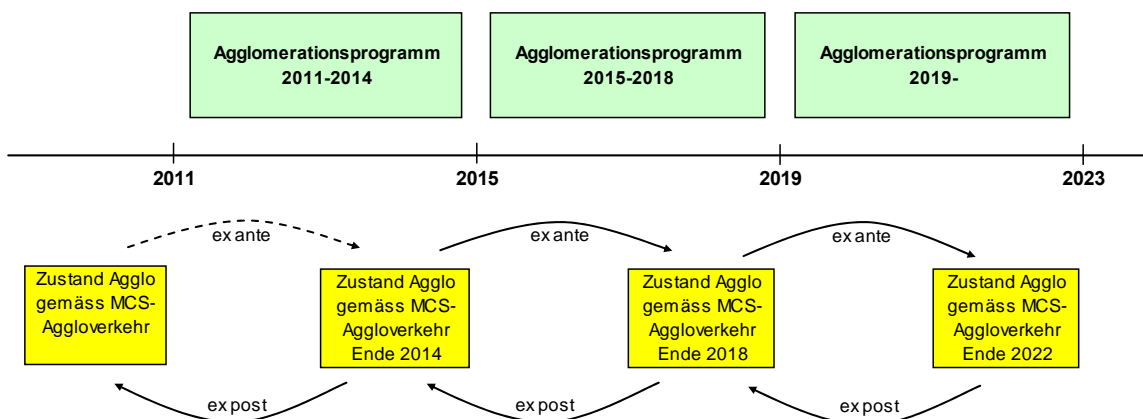 Agglomerationsprogramm
2011-2014
Agglomerationsprogramm
2015-2018
Agglomerationsprogramm
2019-
2011
2015
2019
2023
ex ante
ex ante
ex ante
Zustand Agglo
gemäss MCS-
Aggloverkehr
Zustand Agglo
gemäss MCS-
Aggloverkehr
Ende 2014
Zustand Agglo
gemäss MCS-
Aggloverkehr
Ende 2018
Zustand Agglo
gemäss MCS-
Aggloverkehr
Ende 2022
ex post
ex post
ex post